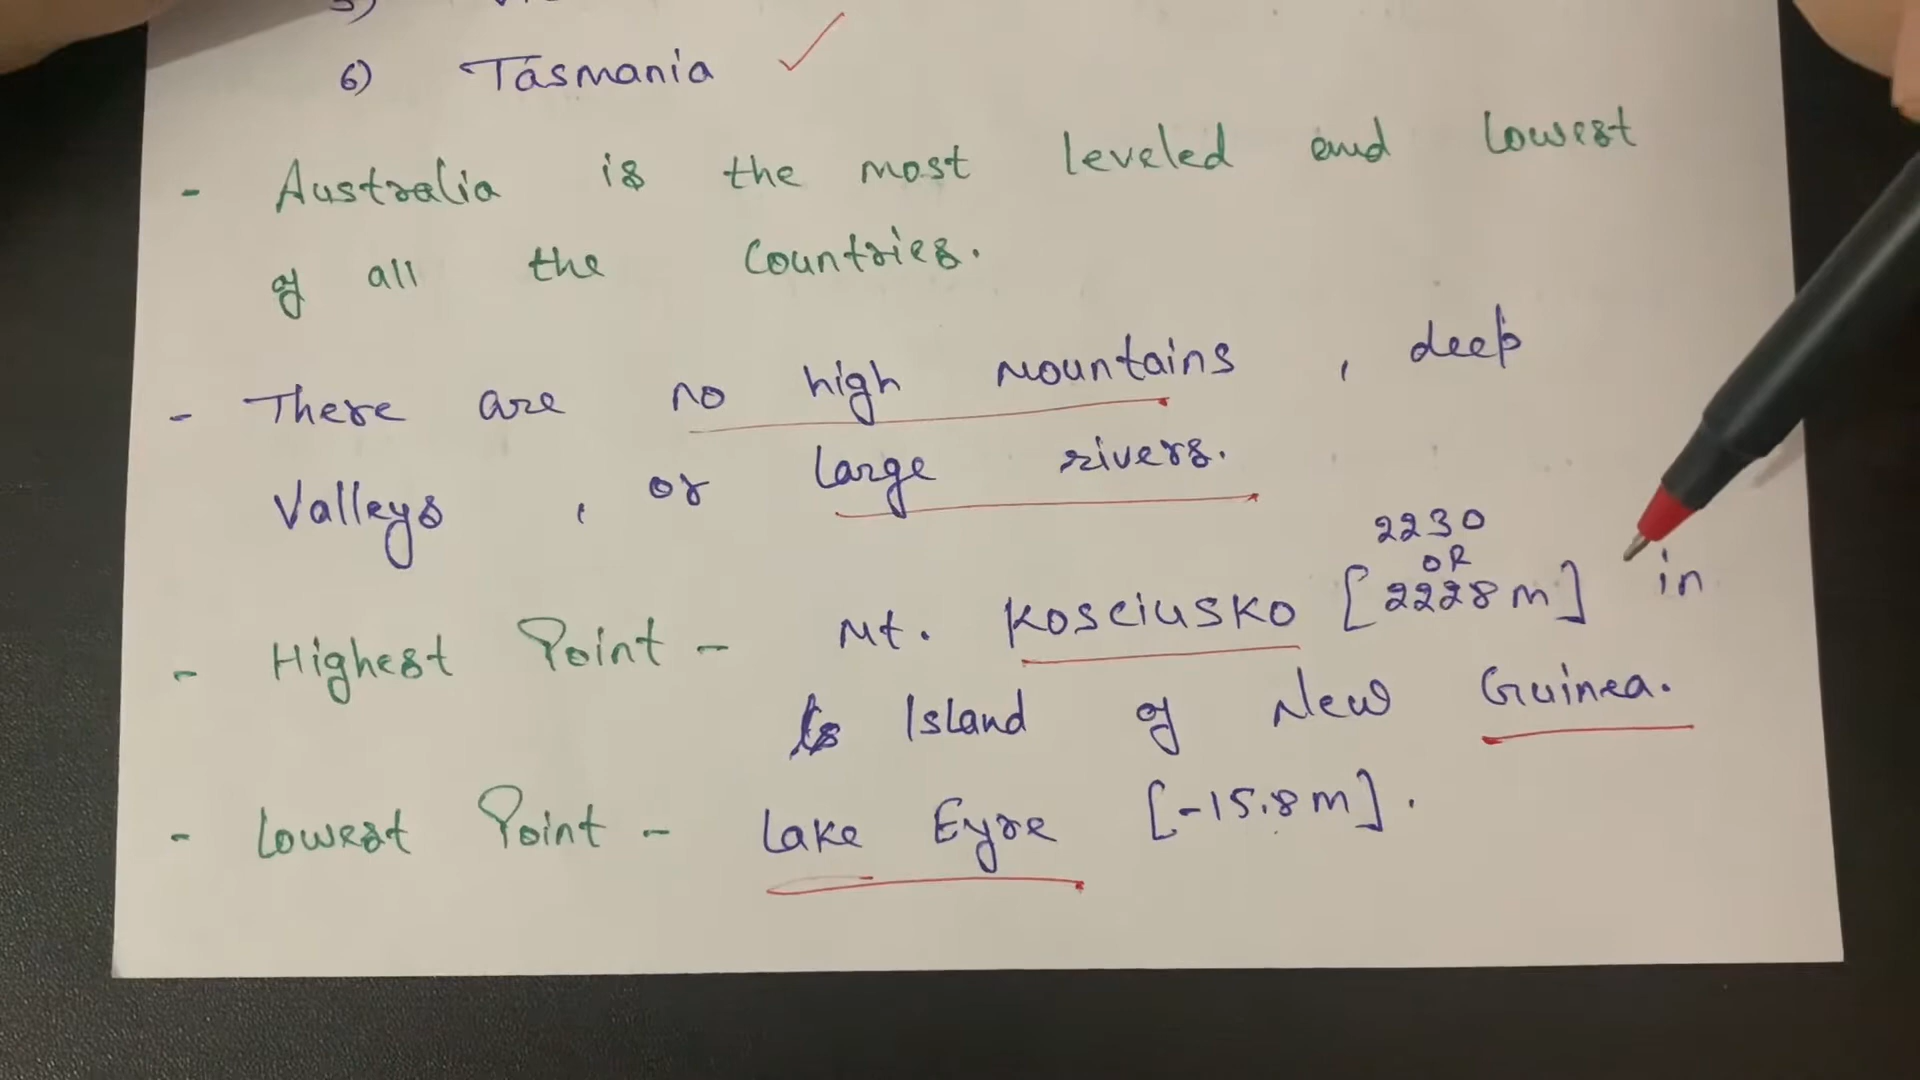 6) Tasmania
- Australia is the most leveled and lowest
of all the Countries.
- There are no high Mountains, deep
Valleys, or large rivers.
2230
OR
- Highest Point - Mt. Kosciusko [2228m] in
Island of New Guinea.
- Lowest Point - Lake Eyre [-15.8m].